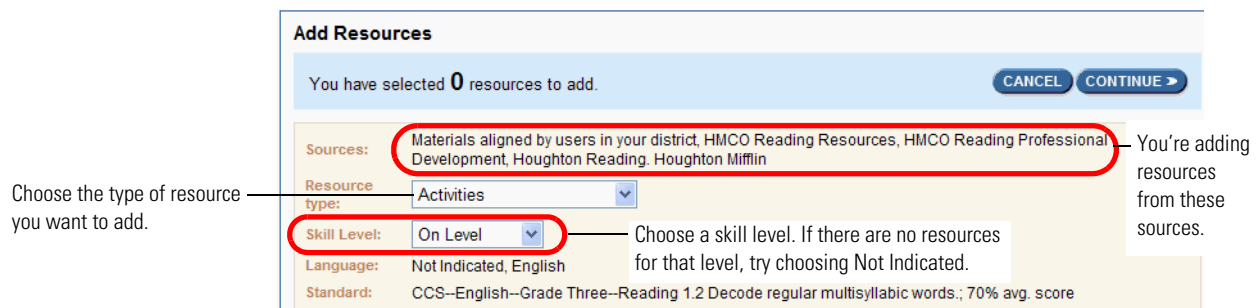 Add Resources
You have selected 0 resources to add.
CANCEL
CONTINUE
Sources:
Materials aligned by users in your district, HMCO Reading Resources, HMCO Reading Professional
Development, Houghton Reading. Houghton Mifflin
You're adding
resources
from these
sources.
Choose the type of resource
you want to add.
Resource
type:
Activities
Skill Level:
On Level
Choose a skill level. If there are no resources
for that level, try choosing Not Indicated.
Language:
Not Indicated, English
Standard:
CCS--English--Grade Three--Reading 1.2 Decode regular multisyllabic words.; 70% avg. score